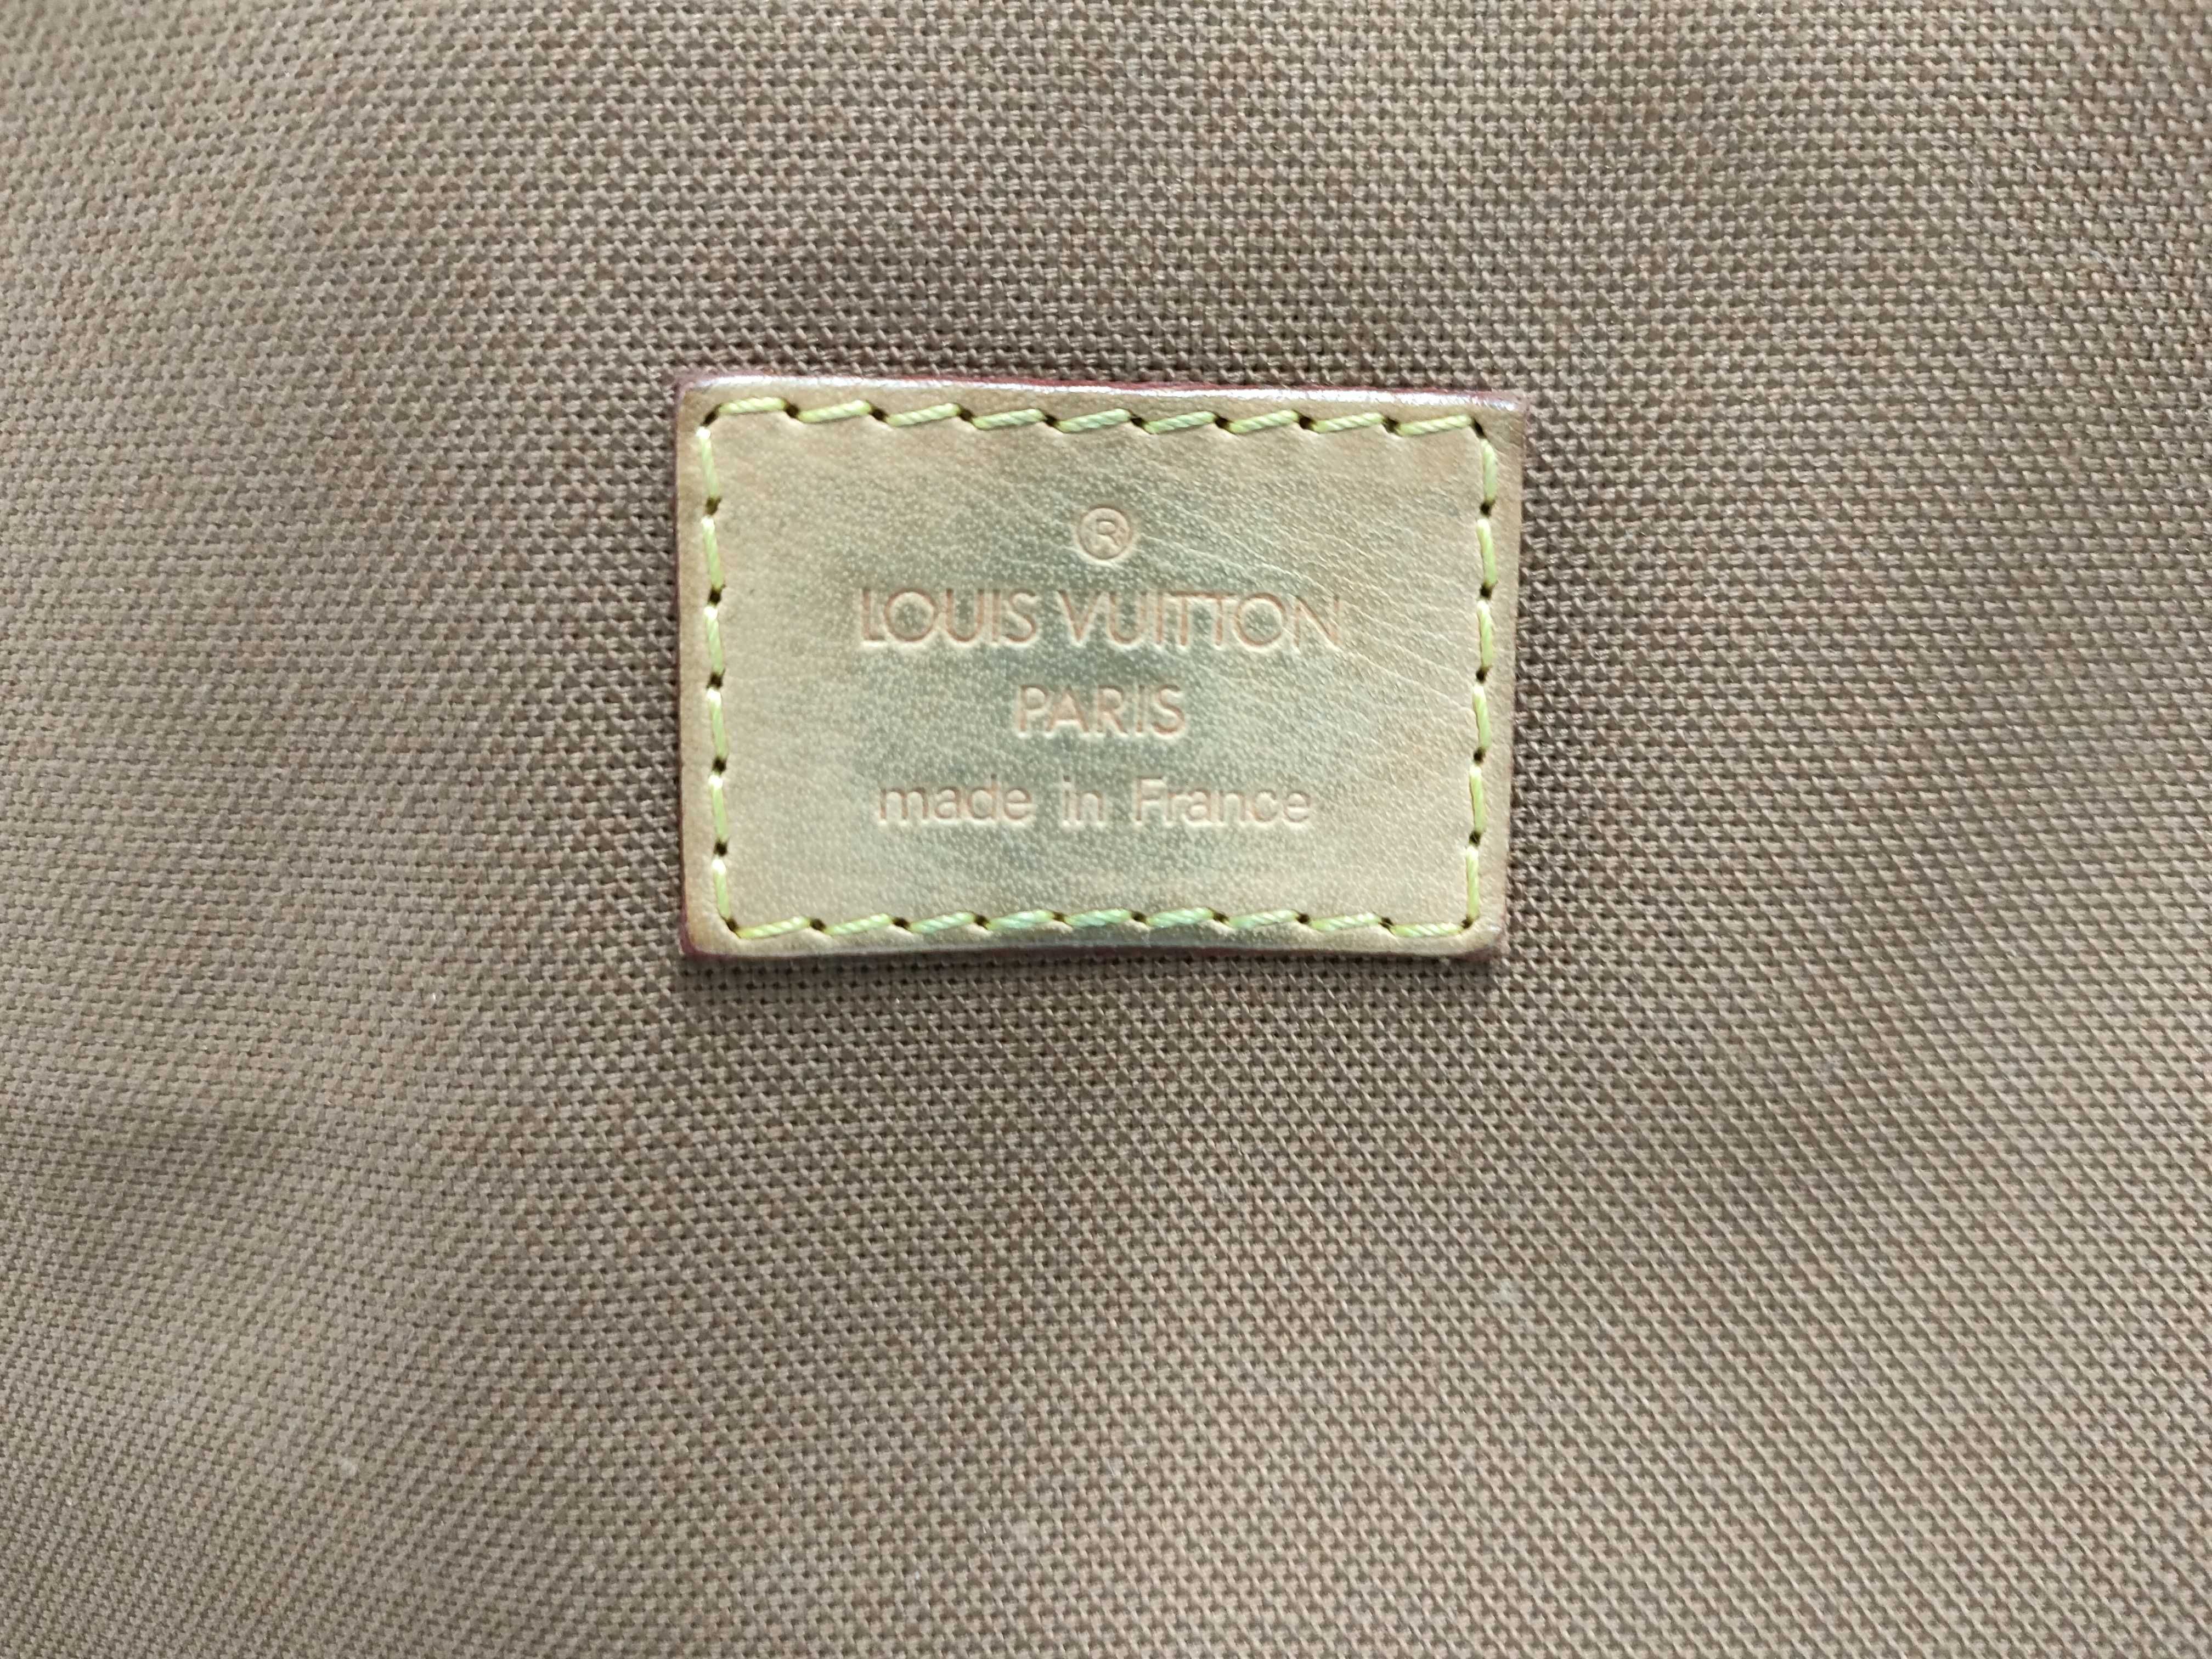 ®
LOUIS VUITTON
PARIS
made in France